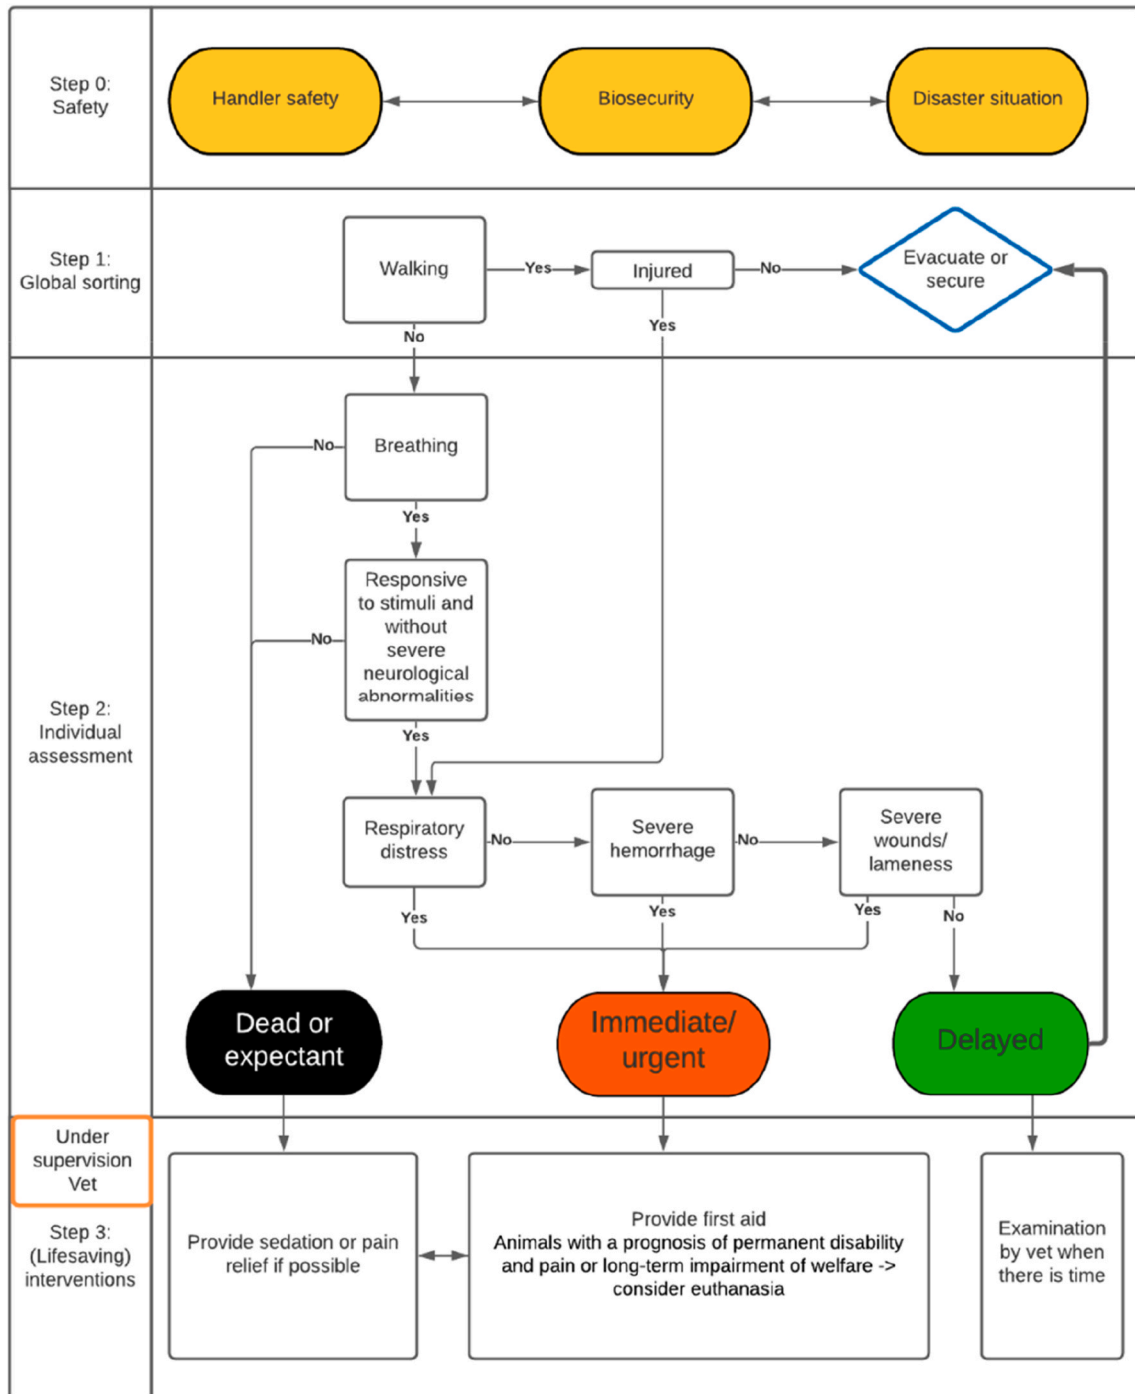 Step 0:
Safety
Handler safety
Biosecurity
Disaster situation
Step 1:
Global sorting
Walking
Yes
Injured
No
Evacuate or
secure
Yes
No
Step 2:
Individual
assessment
No
Breathing
Yes
No
Responsive
to stimuli and
without
severe
neurological
abnormalities
Yes
Respiratory
distress
No
Severe
hemorrhage
No
Severe
wounds/
lameness
Yes
Yes
Yes
No
Dead or
expectant
Immediate/
urgent
Delayed
Under
supervision
Vet
Step 3:
(Lifesaving)
interventions
Provide sedation or pain
relief if possible
Provide first aid
Animals with a prognosis of permanent disability
and pain or long-term impairment of welfare ->
consider euthanasia
Examination
by vet when
there is time